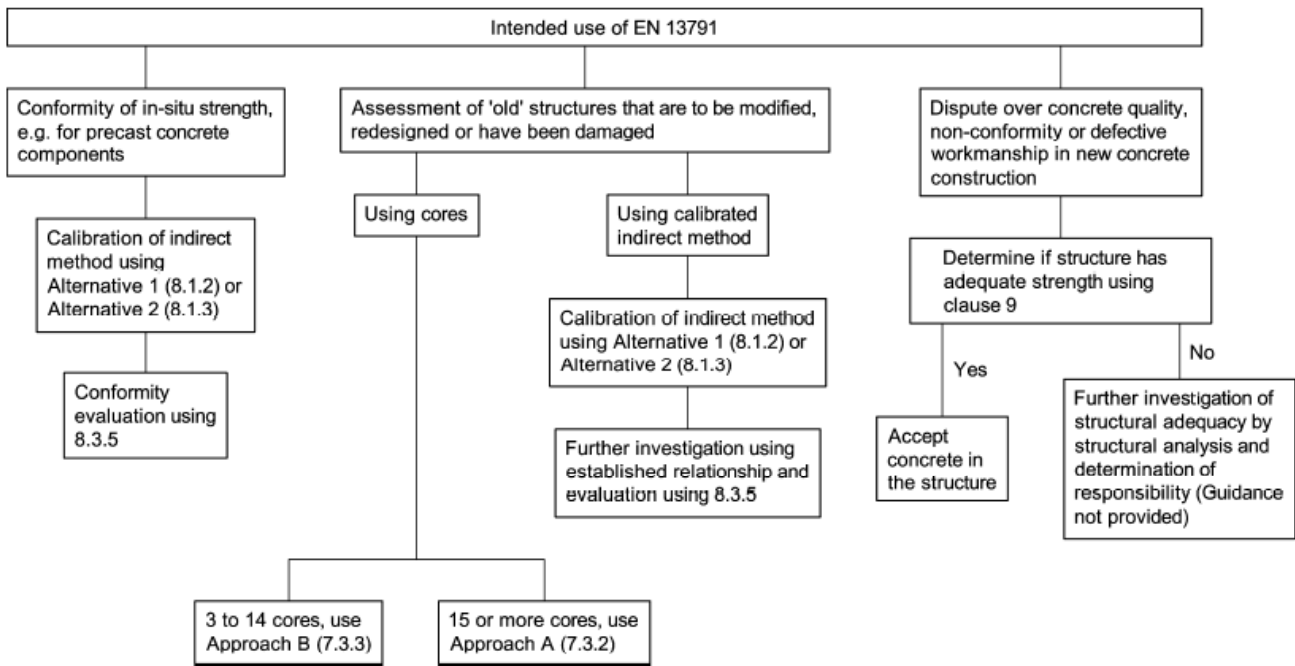 Intended use of EN 13791
Conformity of in-situ strength,
e.g. for precast concrete
components
Calibration of indirect
method using
Alternative 1 (8.1.2) or
Alternative 2 (8.1.3)
Conformity
evaluation using
8.3.5
Assessment of 'old' structures that are to be modified,
redesigned or have been damaged
Using cores
3 to 14 cores, use
Approach B (7.3.3)
15 or more cores, use
Approach A (7.3.2)
Using calibrated
indirect method
Calibration of indirect method
using Alternative 1 (8.1.2) or
Alternative 2 (8.1.3)
Further investigation using
established relationship and
evaluation using 8.3.5
Dispute over concrete quality,
non-conformity or defective
workmanship in new concrete
construction
Determine if structure has
adequate strength using
clause 9
Yes
Accept
concrete in
the structure
No
Further investigation of
structural adequacy by
structural analysis and
determination of
responsibility (Guidance
not provided)